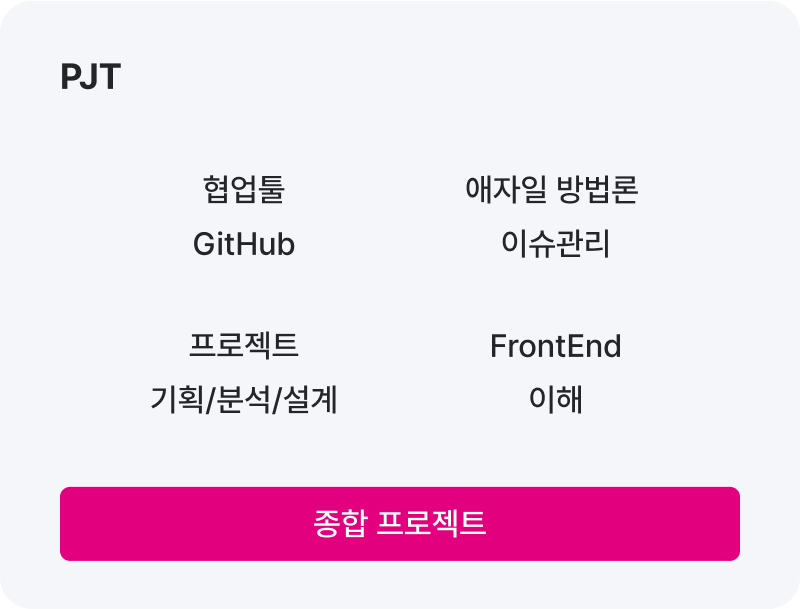 PJT
협업툴
GitHub
애자일 방법론
이슈관리
프로젝트
기획/분석/설계
FrontEnd
이해
종합 프로젝트